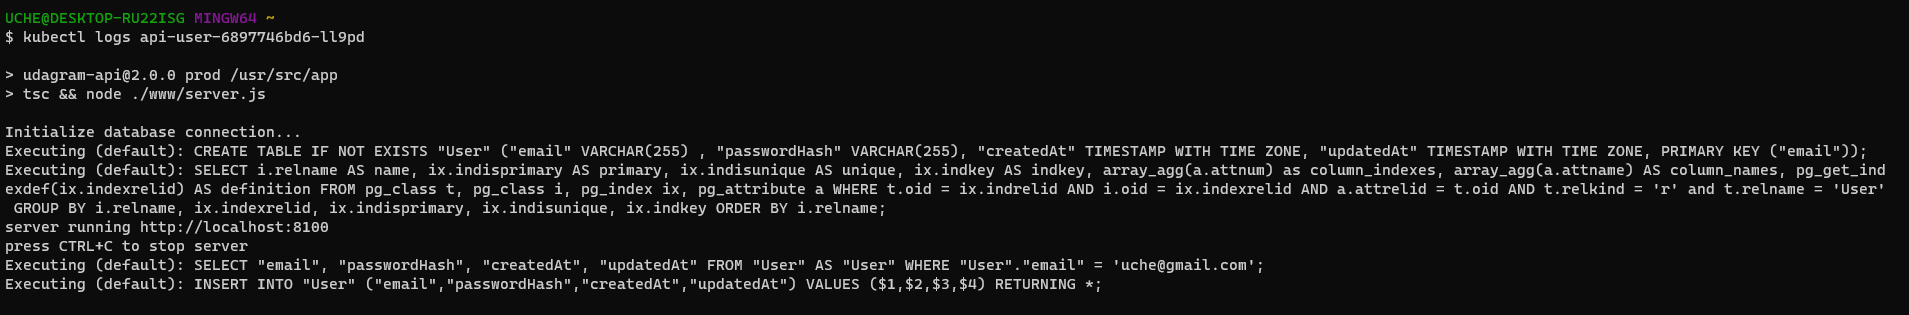 UCHE@DESKTOP-RU22ISG MINGW64 ~
$ kubectl logs api-user-6897746bd6-ll9pd
> udagram-api@2.0.0 prod /usr/src/app
> tsc && node ./www/server.js
Initialize database connection...
Executing (default): CREATE TABLE IF NOT EXISTS "User" ("email" VARCHAR(255) , "passwordHash" VARCHAR(255), "createdAt" TIMESTAMP WITH TIME ZONE, "updatedAt" TIMESTAMP WITH TIME ZONE, PRIMARY KEY ("email"));
Executing (default): SELECT i.relname AS name, ix.indisprimary AS primary, ix.indisunique AS unique, ix.indkey AS indkey, array_agg(a.attnum) as column_indexes, array_agg(a.attname) AS column_names, pg_get_ind
exdef(ix.indexrelid) AS definition FROM pg_class t, pg_class i, pg_index ix, pg_attribute a WHERE t.oid = ix.indrelid AND i.oid = ix.indexrelid AND a.attrelid = t.oid AND t.relkind = 'r' and t.relname = 'User'
 GROUP BY i.relname, ix.indexrelid, ix.indisprimary, ix.indisunique, ix.indkey ORDER BY i.relname;
server running http://localhost:8100
press CTRL+C to stop server
Executing (default): SELECT "email", "passwordHash", "createdAt", "updatedAt" FROM "User" AS "User" WHERE "User"."email" = 'uche@gmail.com';
Executing (default): INSERT INTO "User" ("email","passwordHash","createdAt","updatedAt") VALUES ($1,$2,$3,$4) RETURNING *;